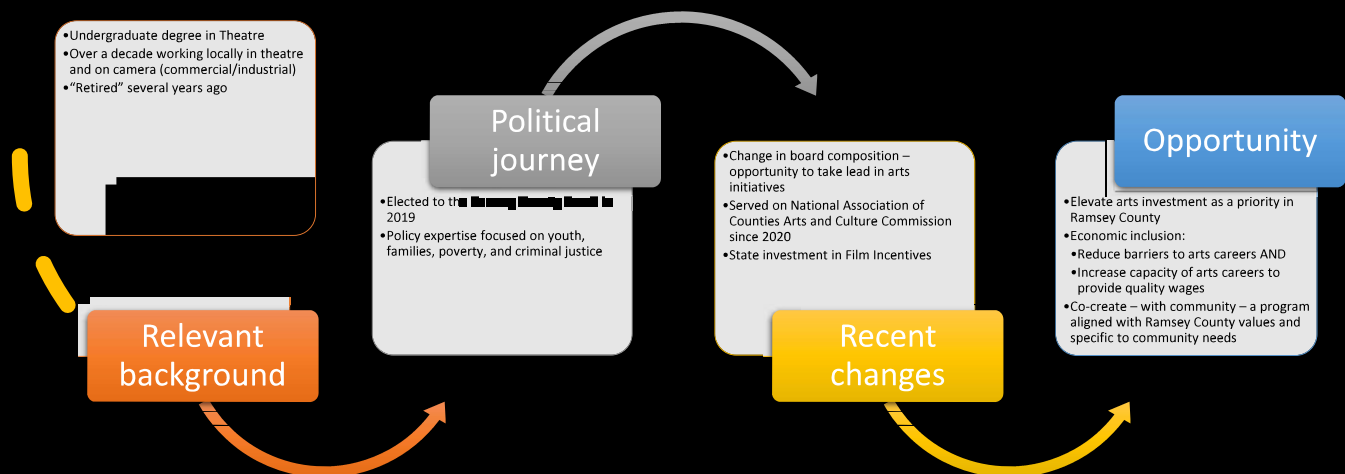 •Undergraduate degree in Theatre
•Over a decade working locally in theatre
and on camera (commercial/industrial)
•“Retired” several years ago
Relevant
background
Political
journey
•Elected to the
2019
•Policy expertise focused on youth,
families, poverty, and criminal justice
•Change in board composition –
opportunity to take lead in arts
initiatives
•Served on National Association of
Counties Arts and Culture Commission
since 2020
•State investment in Film Incentives
Recent
changes
Opportunity
•Elevate arts investment as a priority in
Ramsey County
•Economic inclusion:
•Reduce barriers to arts careers AND
•Increase capacity of arts careers to
provide quality wages
•Co-create – with community – a program
aligned with Ramsey County values and
specific to community needs